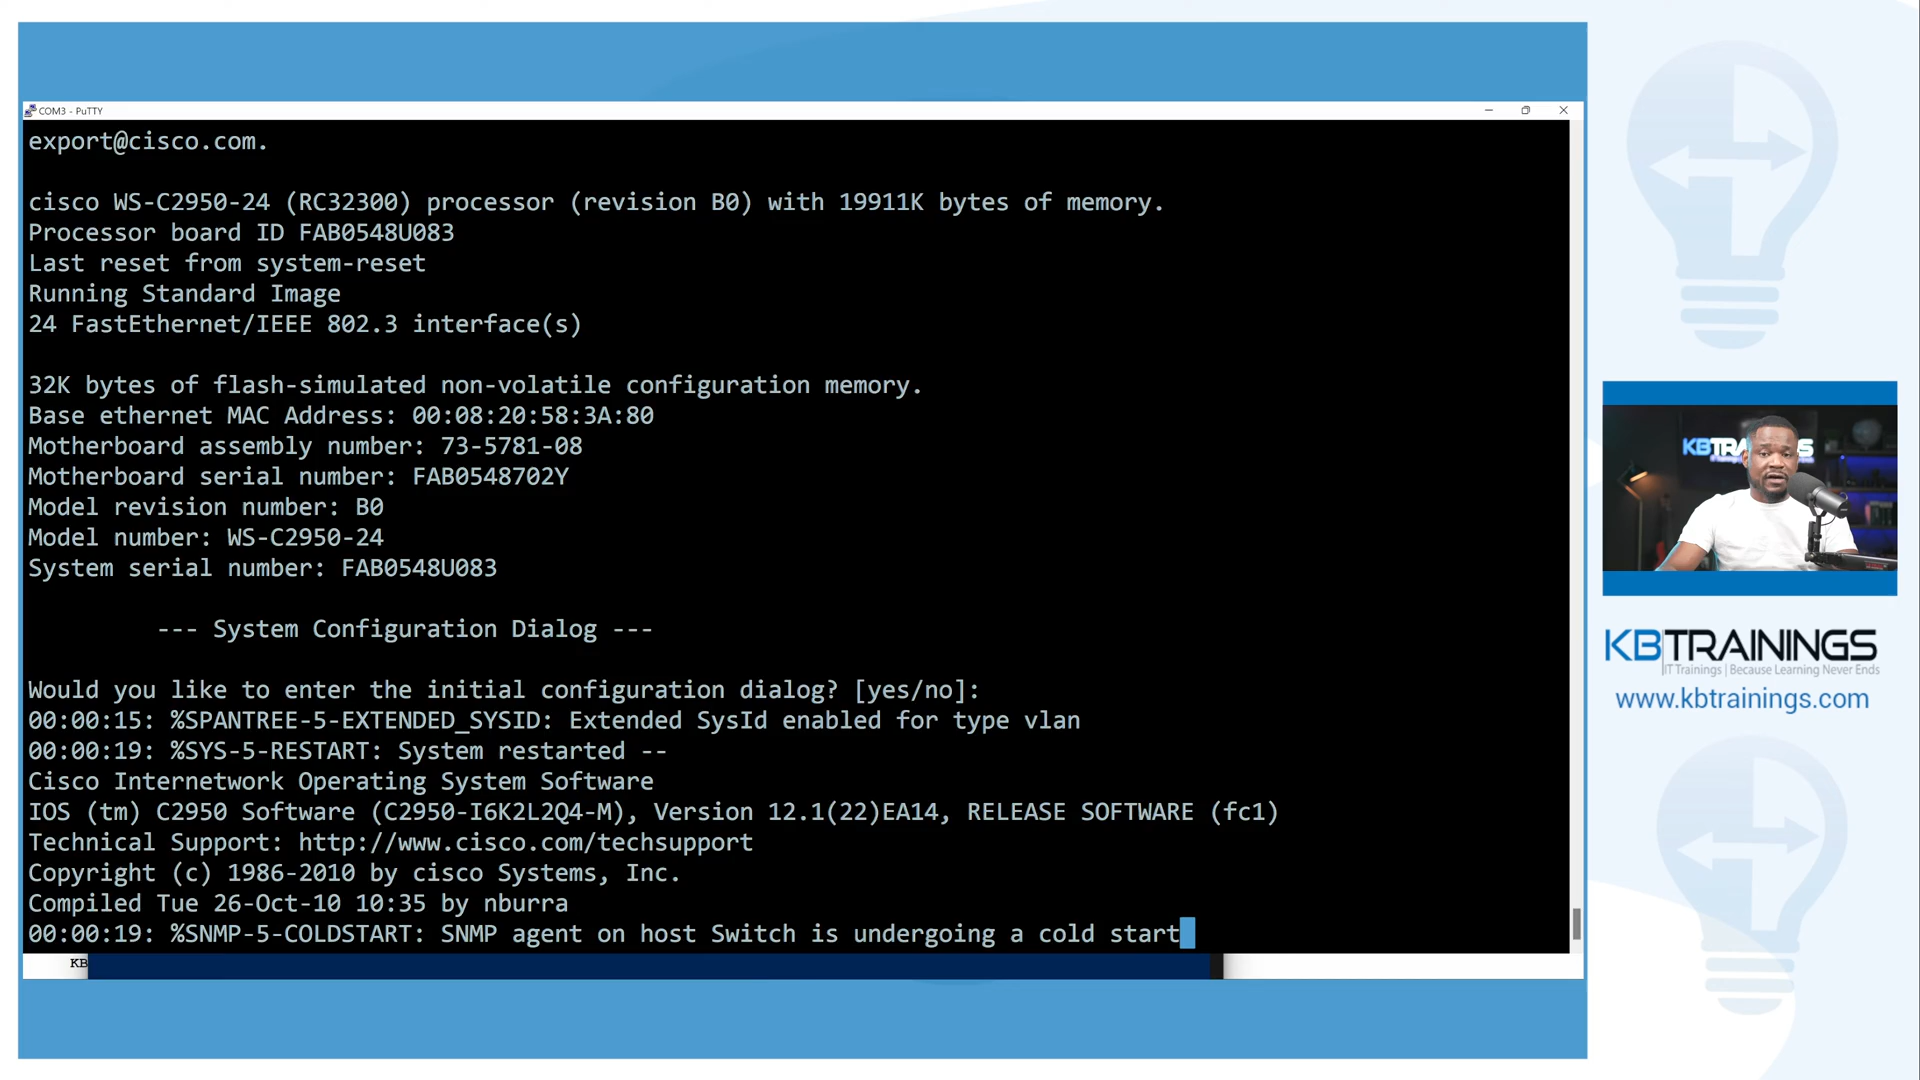 COM3 - PuTTY
export@cisco.com.
cisco WS-C2950-24 (RC32300) processor (revision B0) with 19911K bytes of memory.
Processor board ID FAB0548U083
Last reset from system-reset
Running Standard Image
24 FastEthernet/IEEE 802.3 interface(s)
32K bytes of flash-simulated non-volatile configuration memory.
Base ethernet MAC Address: 00:08:20:58:3A:80
Motherboard assembly number: 73-5781-08
Motherboard serial number: FAB0548702Y
Model revision number: B0
Model number: WS-C2950-24
System serial number: FAB0548U083
--- System Configuration Dialog ---
Would you like to enter the initial configuration dialog? [yes/no]:
00:00:15: %SPANTREE-5-EXTENDED_SYSID: Extended SysId enabled for type vlan
00:00:19: %SYS-5-RESTART: System restarted --
Cisco Internetwork Operating System Software
IOS (tm) C2950 Software (C2950-I6K2L2Q4-M), Version 12.1(22)EA14, RELEASE SOFTWARE (fc1)
Technical Support: http://www.cisco.com/techsupport
Copyright (c) 1986-2010 by cisco Systems, Inc.
Compiled Tue 26-Oct-10 10:35 by nburra
00:00:19: %SNMP-5-COLDSTART: SNMP agent on host Switch is undergoing a cold start
KB
KBTRAININGS
IT Trainings | Because Learning Never Ends
www.kbtrainings.com